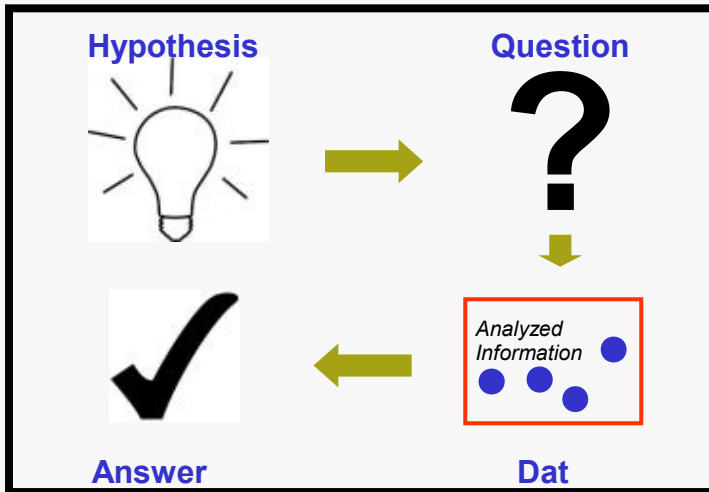 Hypothesis
Question
?
Analyzed
Information
Answer
Dat